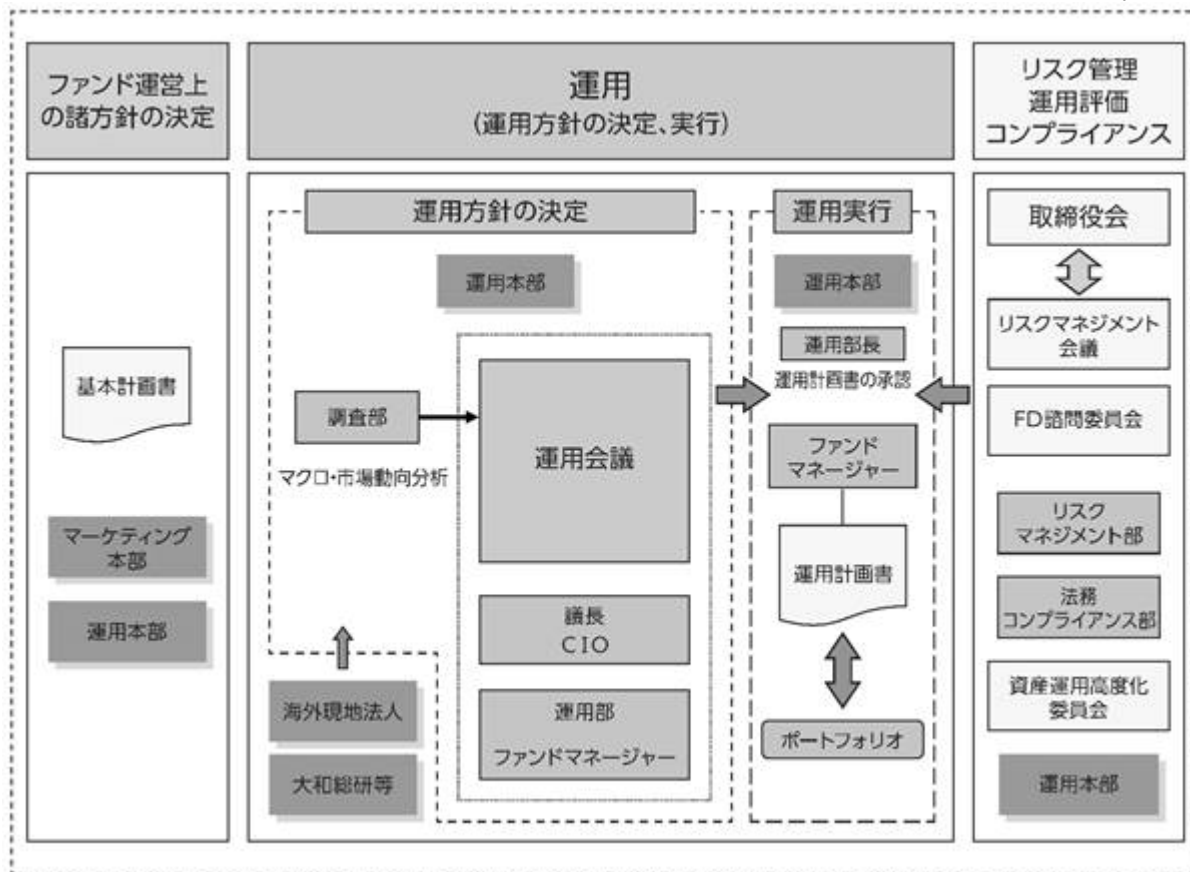 ファンド運営上
の諸方針の決定
運用
(運用方針の決定、実行)
リスク管理
運用評価
コンプライアンス
基本計画書
マーケティング
本部
運用本部
運用方針の決定
運用本部
調査部
マクロ・市場動向分析
運用会議
議長
CIO
運用部
ファンドマネージャー
海外現地法人
大和総研等
運用実行
運用本部
運用部長
運用計画書の承認
ファンド
マネージャー
運用計画書
ポートフォリオ
取締役会
リスクマネジメント
会議
FD諮問委員会
リスク
マネジメント部
法務
コンプライアンス部
資産運用高度化
委員会
運用本部